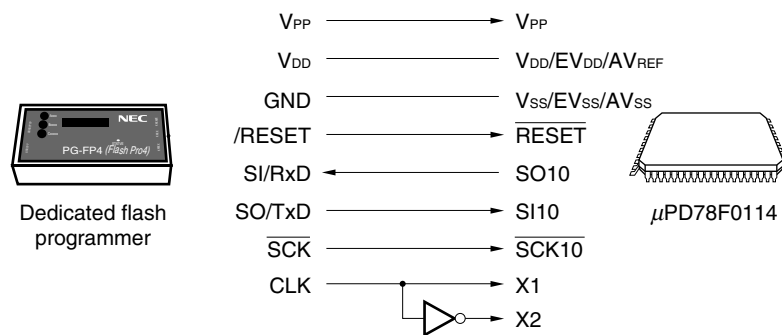 VPP VPP
VDD VDD/EVDD/AVREF
GND VSS/EVSS/AVSS
/RESET RESET
SI/RxD SO10
SO/TxD SI10
SCK SCK10
CLK X1
X2
NEC
PG-FP4 (Flash Pro4)
Dedicated flash
programmer
μPD78F0114